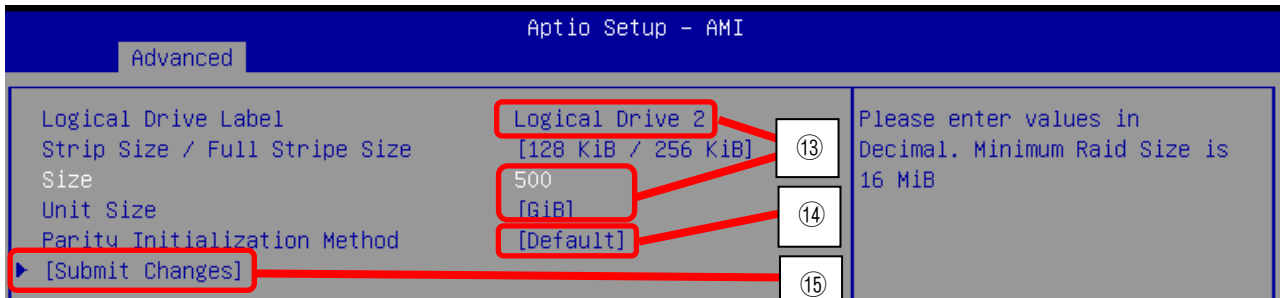 Aptio Setup – AMI
Advanced
Logical Drive Label Logical Drive 2
Strip Size / Full Stripe Size [128 KiB / 256 KiB]
Size 500
Unit Size [GiB]
Parity Initialization Method [Default]
▶ [Submit Changes]
⑬
⑭
⑮
Please enter values in
Decimal. Minimum Raid Size is
16 MiB